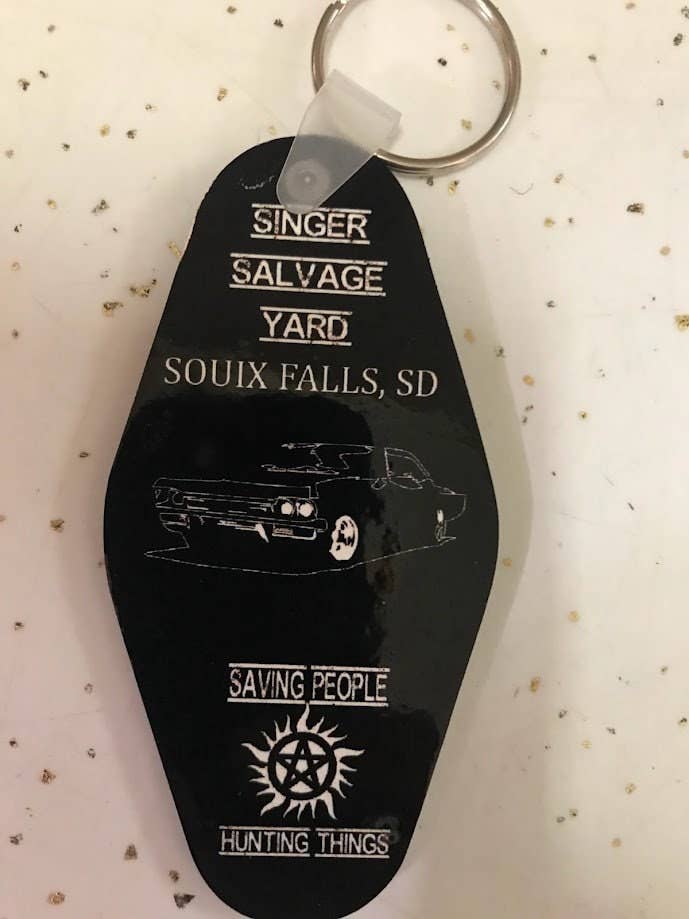 SINGER
SALVAGE
YARD
SOUIX FALLS, SD
SAVING PEOPLE
HUNTING THINGS